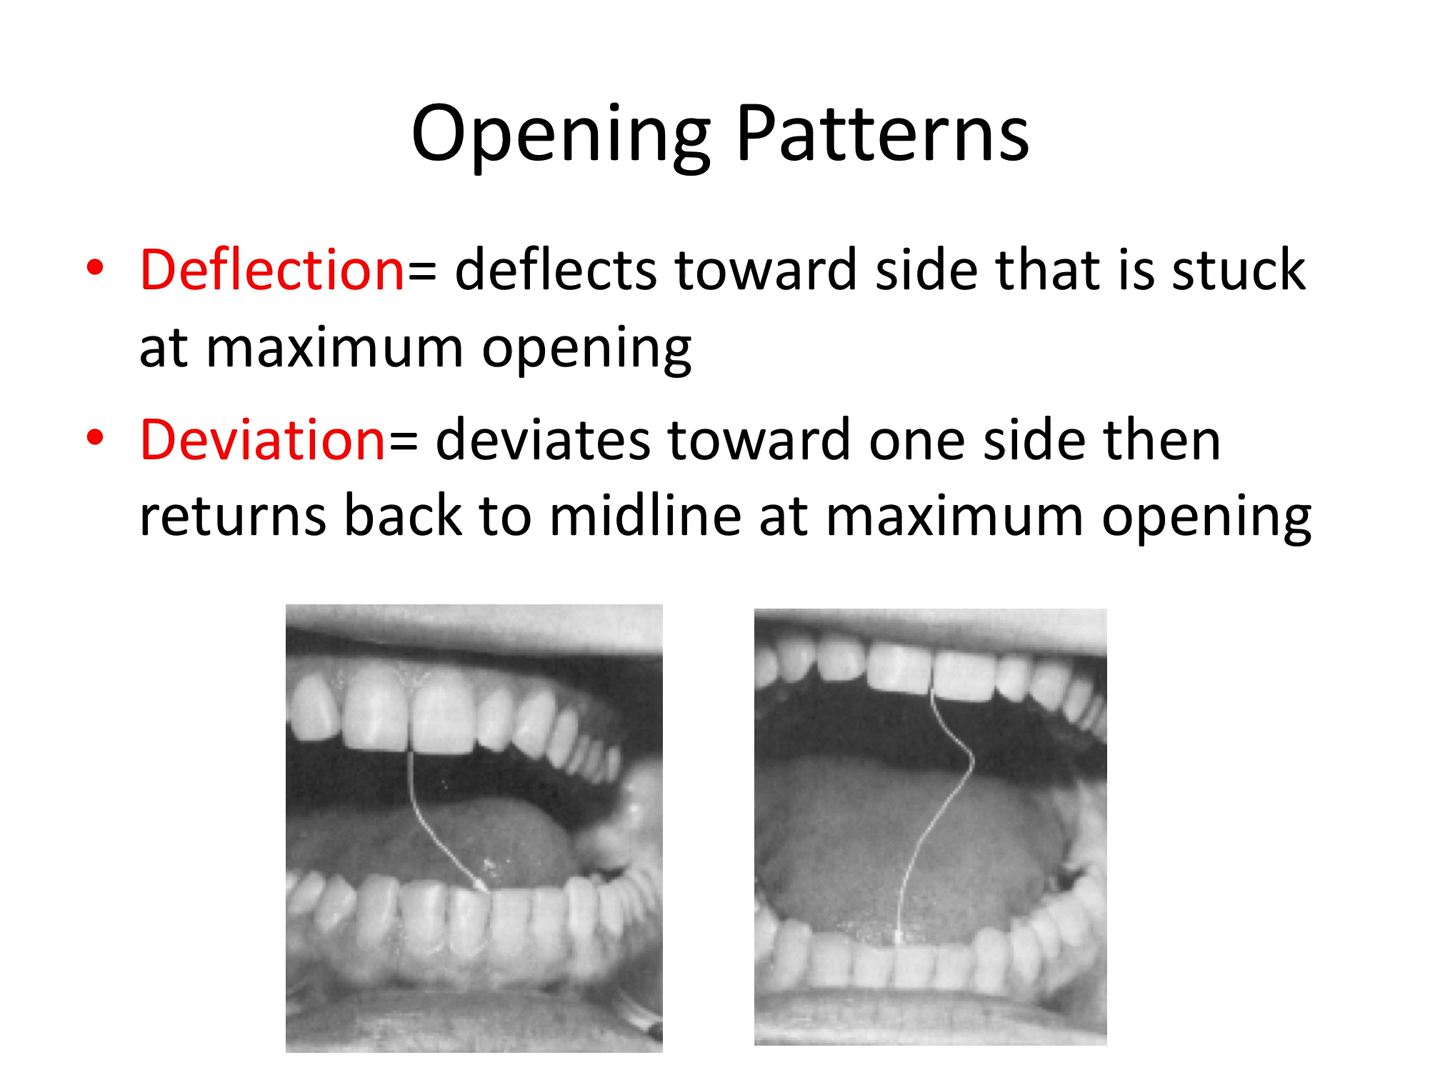 Opening Patterns
• Deflection= deflects toward side that is stuck
at maximum opening
• Deviation= deviates toward one side then
returns back to midline at maximum opening